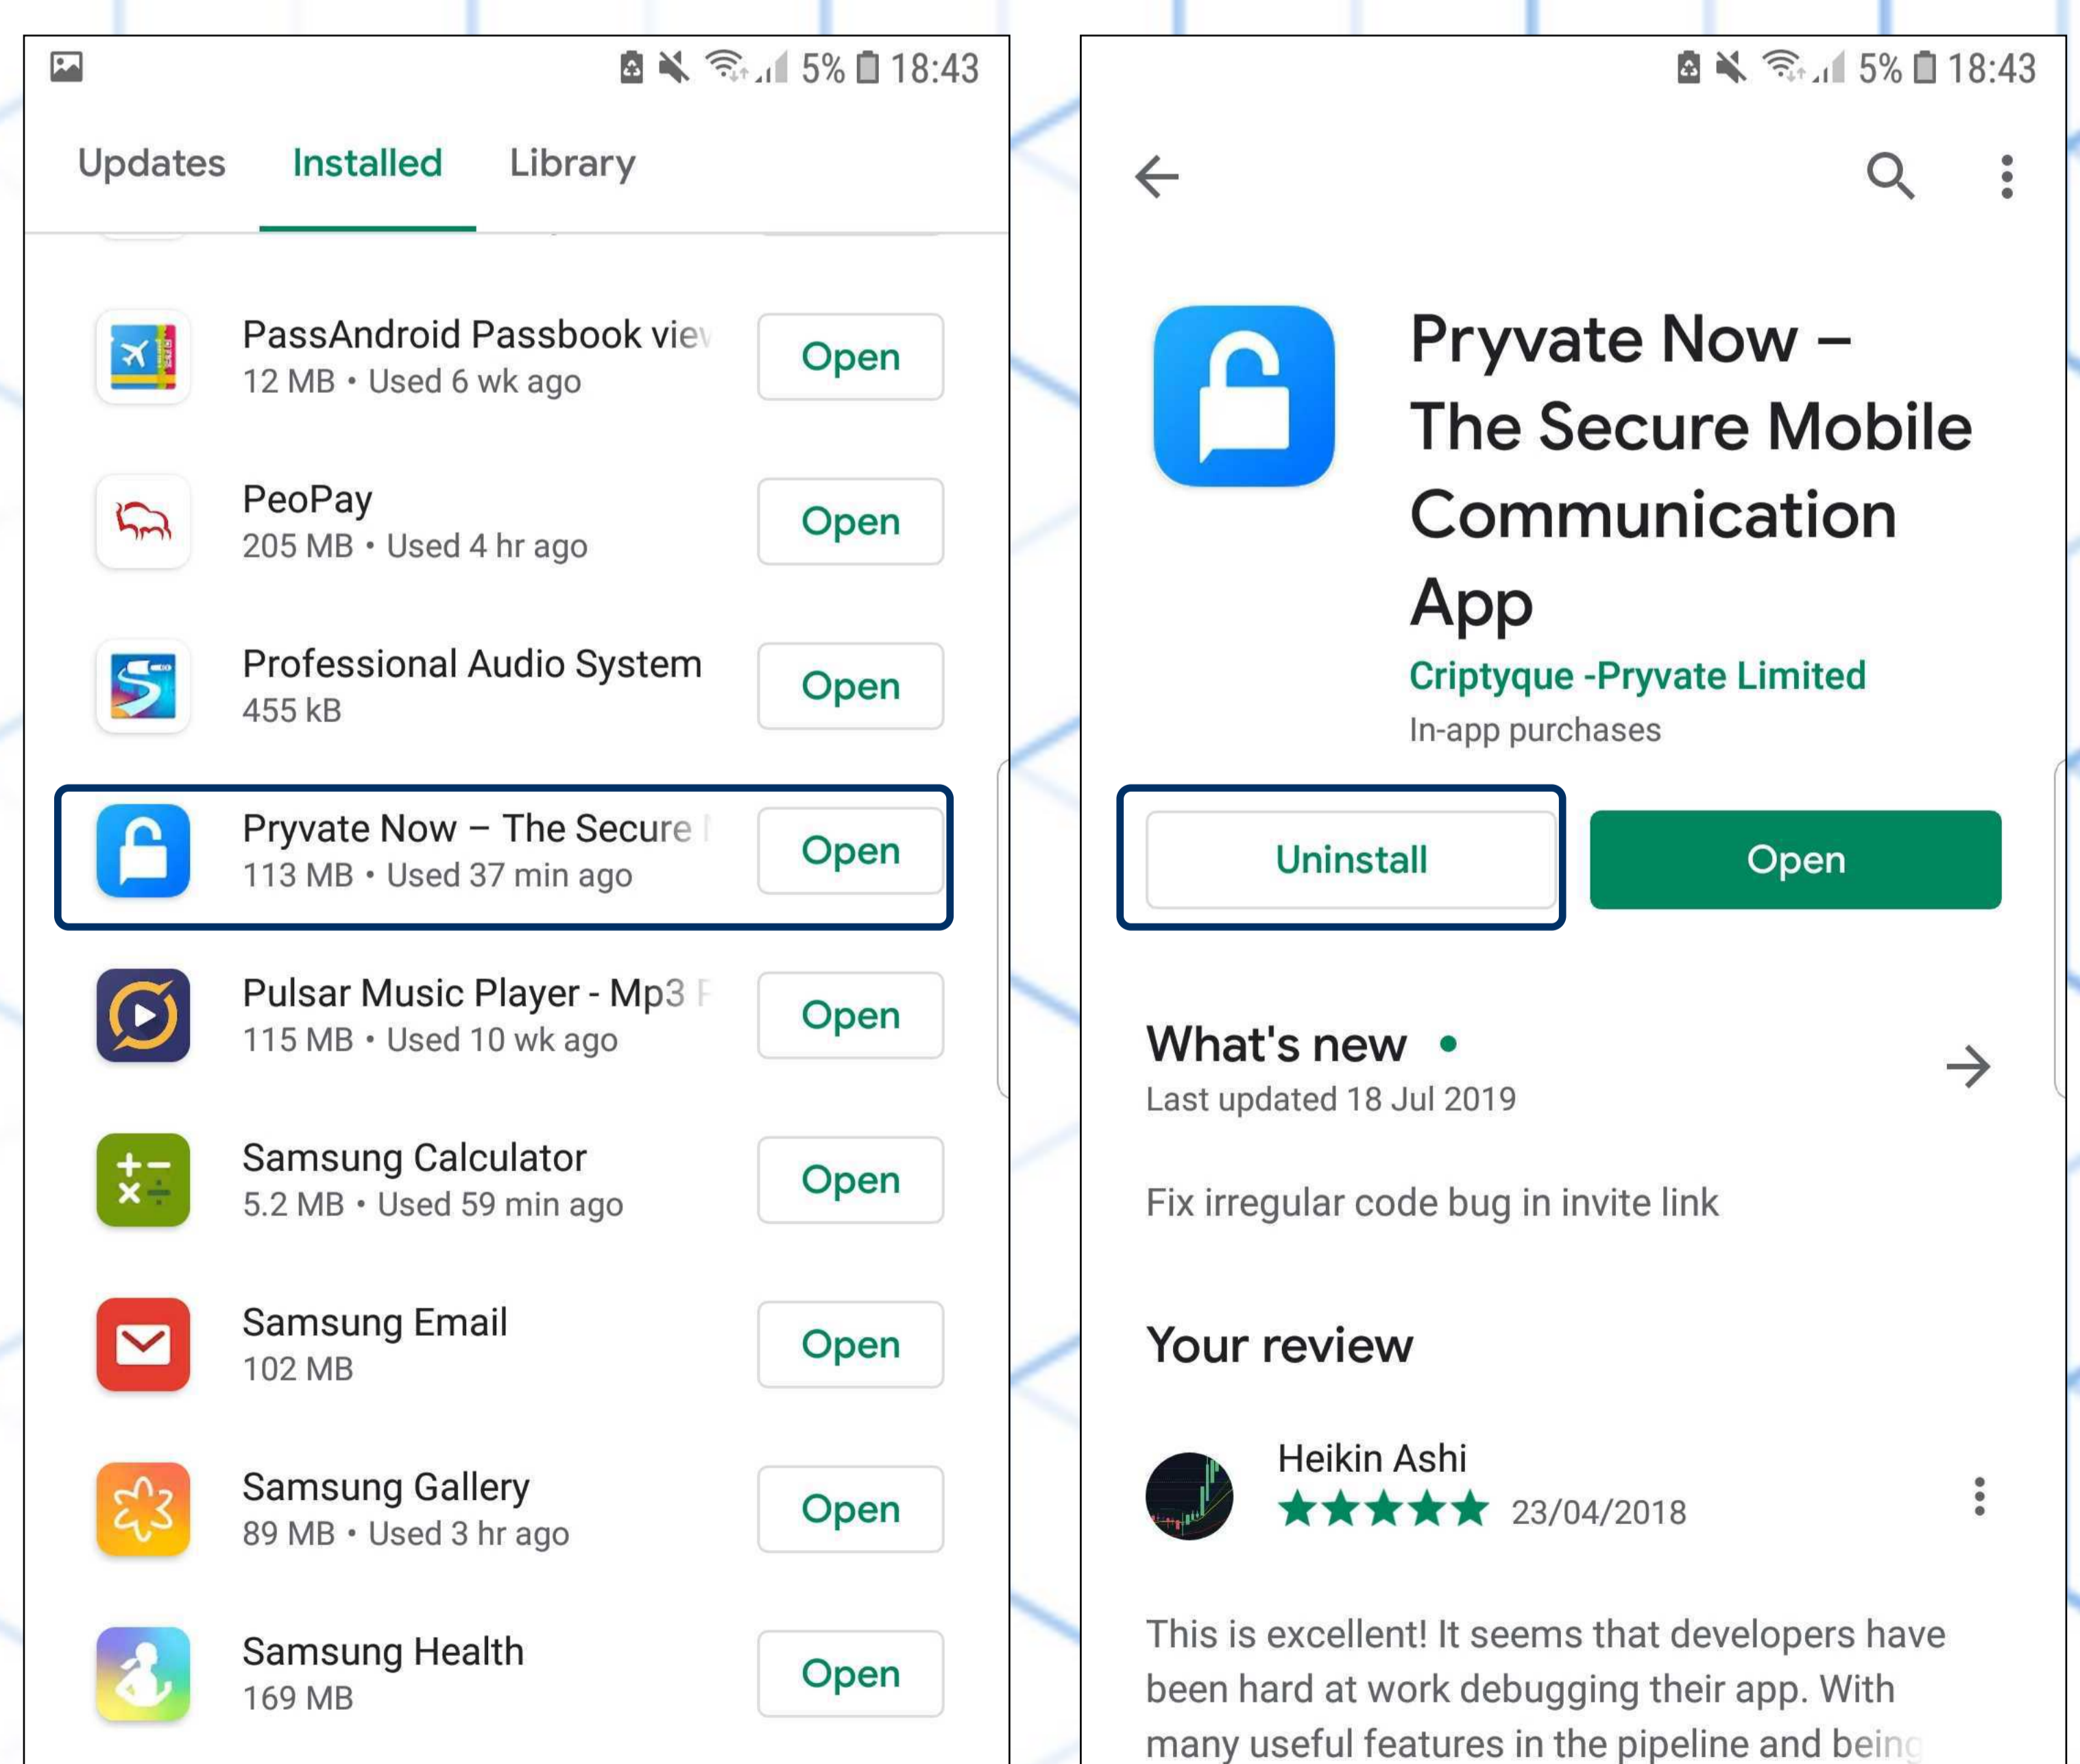 5% 18:43
Updates Installed Library
PassAndroid Passbook view
12 MB • Used 6 wk ago
Open
PeoPay
205 MB • Used 4 hr ago
Open
Professional Audio System
455 kB
Open
Pryvate Now – The Secure
113 MB • Used 37 min ago
Open
Pulsar Music Player - Mp3
115 MB • Used 10 wk ago
Open
Samsung Calculator
5.2 MB • Used 59 min ago
Open
Samsung Email
102 MB
Open
Samsung Gallery
89 MB • Used 3 hr ago
Open
Samsung Health
169 MB
Open
5% 18:43
Pryvate Now –
The Secure Mobile
Communication
App
Criptyque -Pryvate Limited
In-app purchases
Uninstall Open
What's new •
Last updated 18 Jul 2019
Fix irregular code bug in invite link
Your review
Heikin Ashi
23/04/2018
This is excellent! It seems that developers have
been hard at work debugging their app. With
many useful features in the pipeline and being